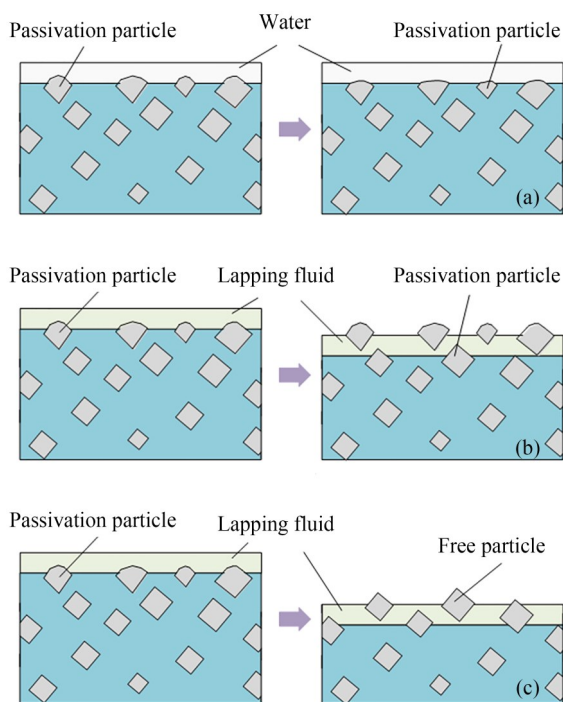 Water
Passivation particle
Passivation particle
(a)
Passivation particle
Lapping fluid
Passivation particle
(b)
Passivation particle
Lapping fluid
Free particle
(c)